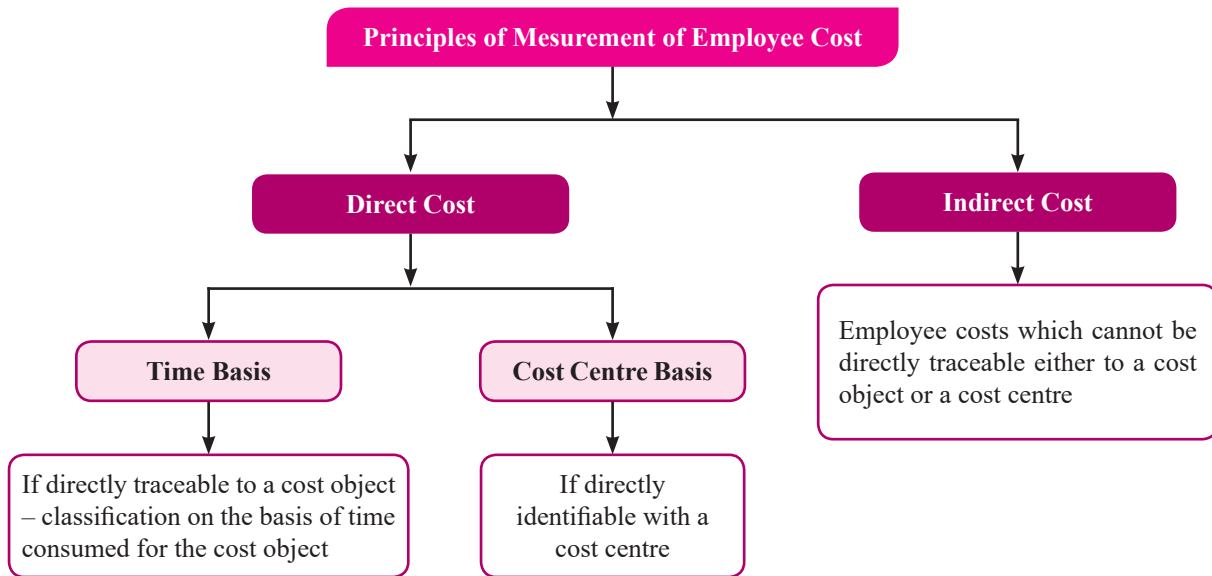 Principles of Mesurement of Employee Cost
Direct Cost
Indirect Cost
Time Basis
Cost Centre Basis
Employee costs which cannot be
directly traceable either to a cost
object or a cost centre
If directly traceable to a cost object
– classification on the basis of time
consumed for the cost object
If directly
identifiable with a
cost centre